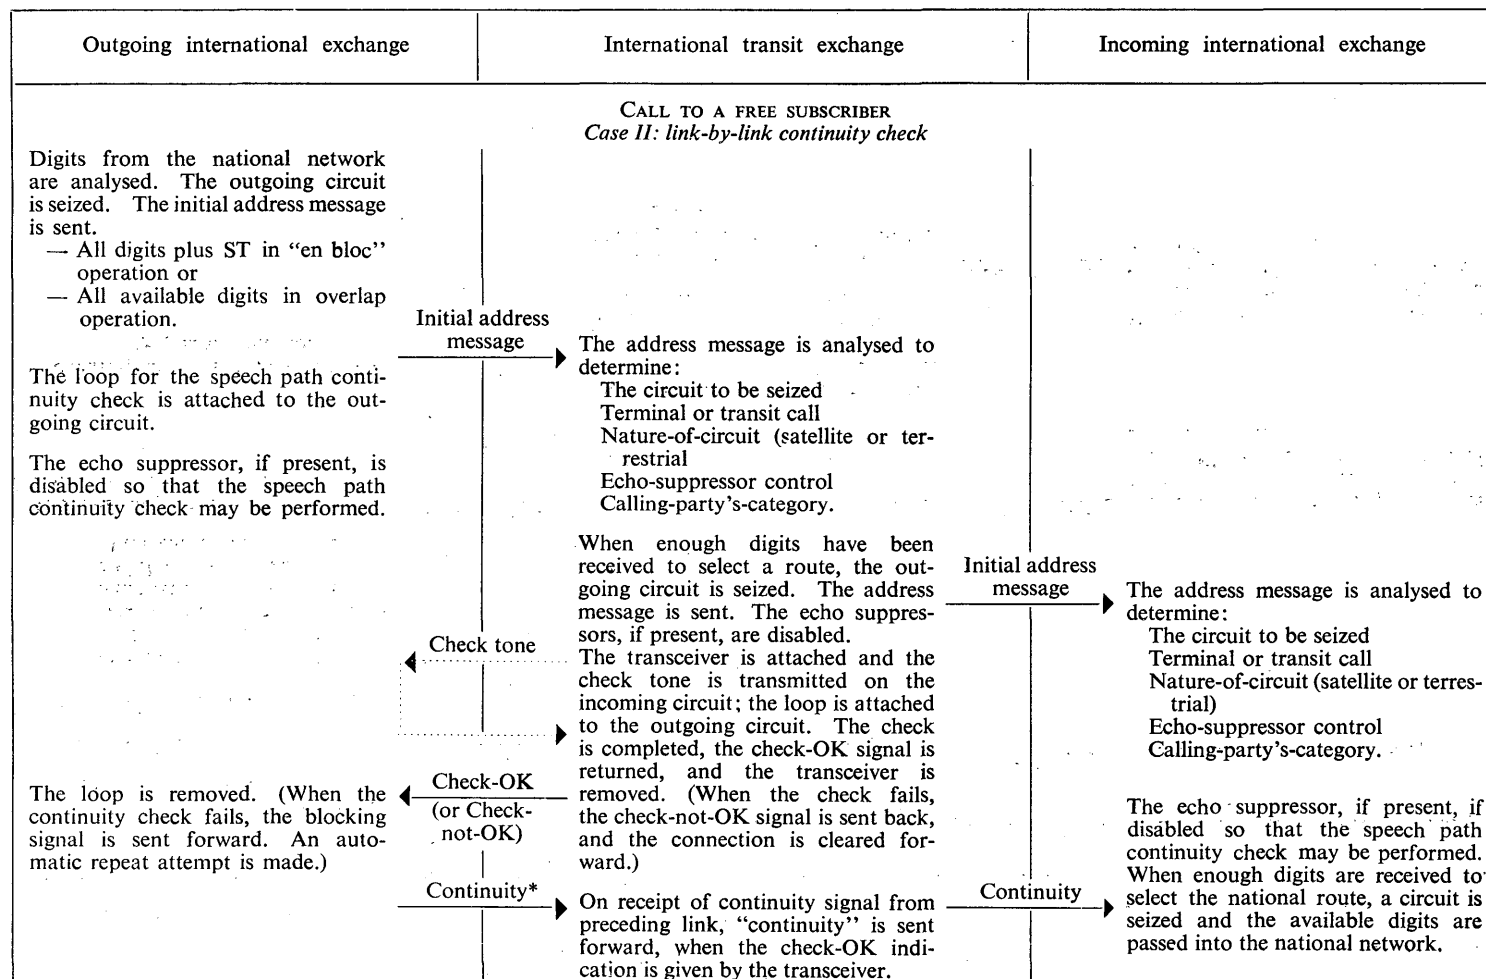 Outgoing international exchange
International transit exchange
Incoming international exchange
CALL TO A FREE SUBSCRIBER
Case II: link-by-link continuity check
Digits from the national network
are analysed. The outgoing circuit
is seized. The initial address message
is sent.
— All digits plus ST in “en bloc”
operation or
— All available digits in overlap
operation.
Initial address
message
The loop for the speech path conti-
nuity check is attached to the out-
going circuit.
The echo suppressor, if present, is
disabled so that the speech path
continuity check may be performed.
The address message is analysed to
determine:
The circuit to be seized
Terminal or transit call
Nature-of-circuit (satellite or ter-
restrial
Echo-suppressor control
Calling-party's-category.
When enough digits have been
received to select a route, the out-
going circuit is seized. The address
message is sent. The echo suppres-
sors, if present, are disabled.
Initial address
message
The address message is analysed to
determine:
The circuit to be seized
Terminal or transit call
Nature-of-circuit (satellite or terres-
trial)
Echo-suppressor control
Calling-party's-category.
Check tone
The transceiver is attached and the
check tone is transmitted on the
incoming circuit; the loop is attached
to the outgoing circuit. The check
is completed, the check-OK signal is
returned, and the transceiver is
removed. (When the check fails,
the check-not-OK signal is sent back,
and the connection is cleared for-
ward.)
Check-OK
(or Check-
not-OK)
The loop is removed. (When the
continuity check fails, the blocking
signal is sent forward. An auto-
matic repeat attempt is made.)
The echo suppressor, if present, if
disabled so that the speech path
continuity check may be performed.
When enough digits are received to
select the national route, a circuit is
seized and the available digits are
passed into the national network.
Continuity*
On receipt of continuity signal from
preceding link, “continuity” is sent
forward, when the check-OK indi-
cation is given by the transceiver.
Continuity